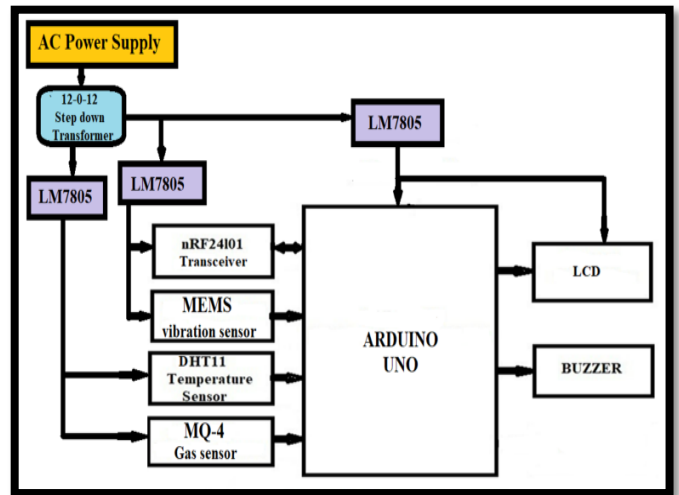 AC Power Supply
12-0-12
Step down
Transformer
LM7805
LM7805
LM7805
nRF24l01
Transceiver
MEMS
vibration sensor
DHT11
Temperature
Sensor
MQ-4
Gas sensor
ARDUINO
UNO
LCD
BUZZER